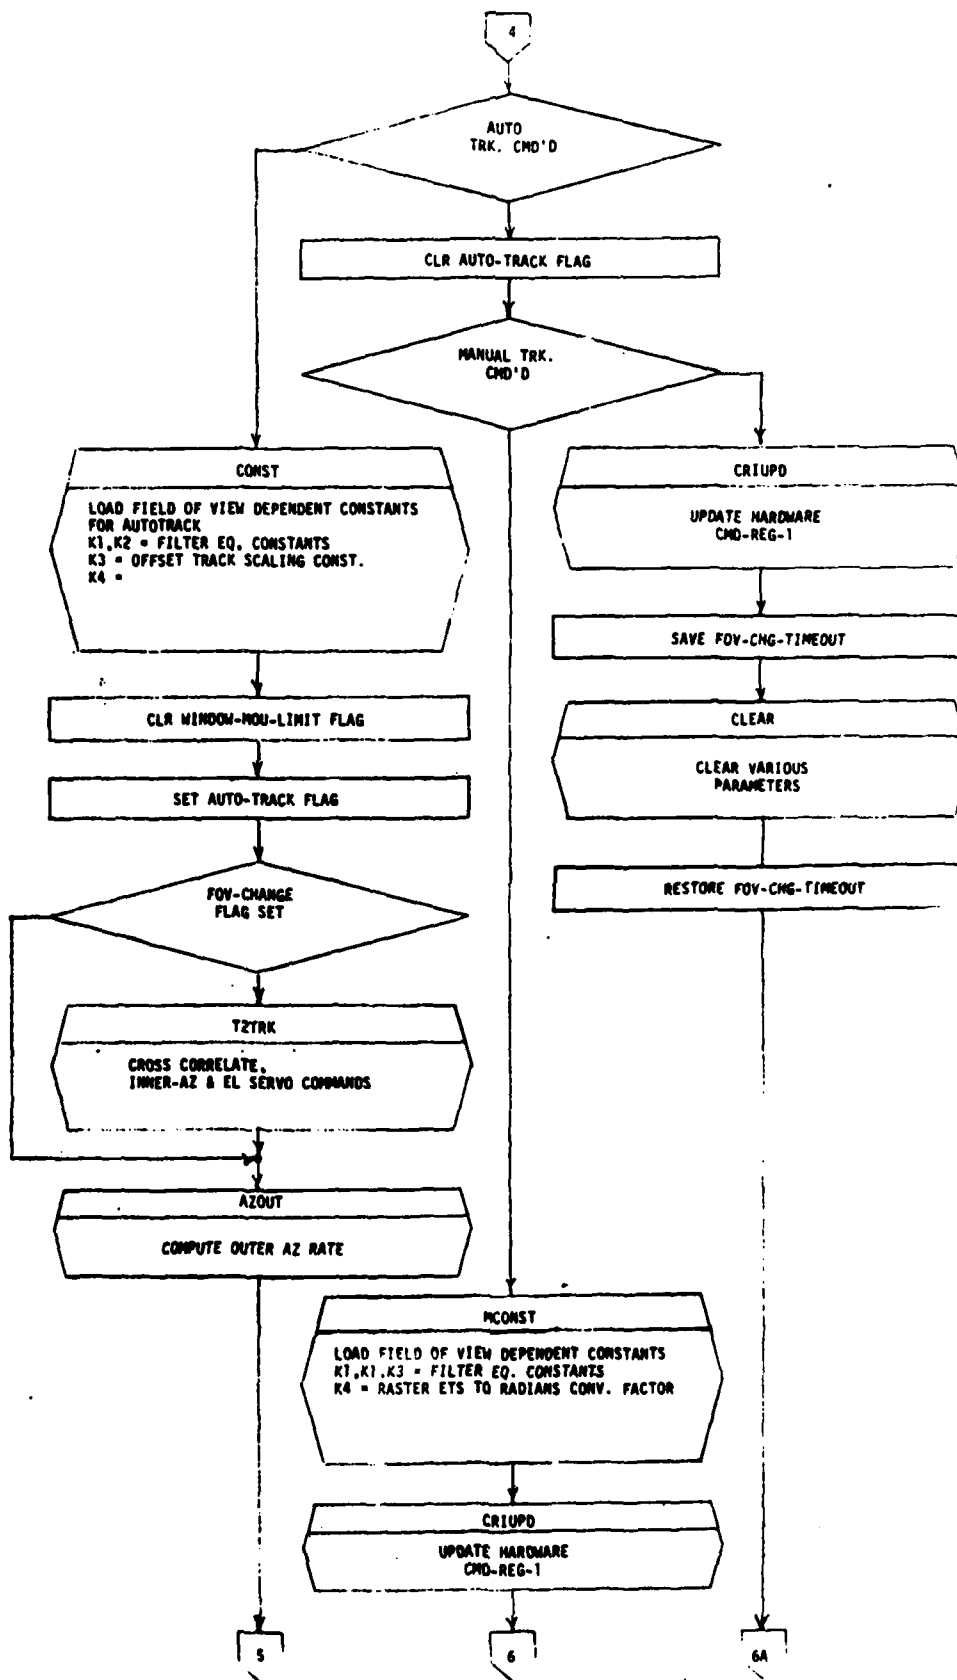 4
AUTO
TRK. CMD'D
CLR AUTO-TRACK FLAG
MANUAL TRK.
CMD'D
CONST
LOAD FIELD OF VIEW DEPENDENT CONSTANTS
FOR AUTOTRACK
K1,K2 = FILTER EQ. CONSTANTS
K3 = OFFSET TRACK SCALING CONST.
K4 =
CRIUPD
UPDATE HARDWARE
CMD-REG-1
SAVE FOV-CHG-TIMEOUT
CLR WINDOW-MOU-LIMIT FLAG
CLEAR
CLEAR VARIOUS
PARAMETERS
SET AUTO-TRACK FLAG
RESTORE FOV-CHG-TIMEOUT
FOV-CHANGE
FLAG SET
T2TRK
CROSS CORRELATE,
INNER-AZ & EL SERVO COMMANDS
AZOUT
COMPUTE OUTER AZ RATE
MCONST
LOAD FIELD OF VIEW DEPENDENT CONSTANTS
K1,K1,K3 = FILTER EQ. CONSTANTS
K4 = RASTER ETS TO RADIANS CONV. FACTOR
CRIUPD
UPDATE HARDWARE
CMD-REG-1
5
6
6A